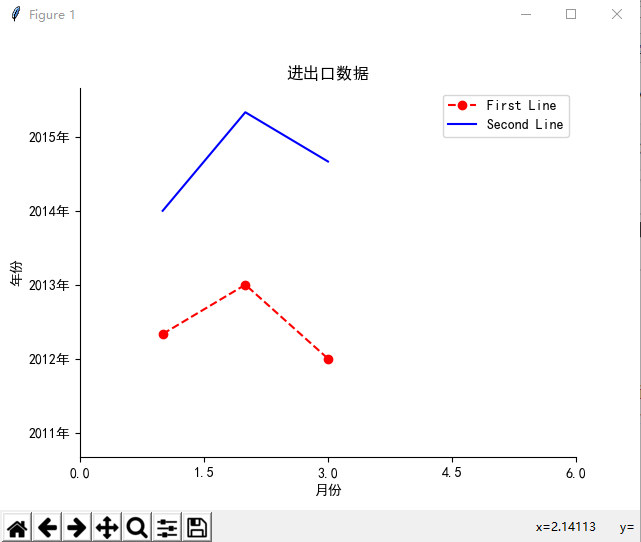 Figure 1
进出口数据
First Line
Second Line
2015年
2014年
2013年
2012年
2011年
年份
0.0 1.5 3.0 4.5 6.0
月份
x=2.14113 y=